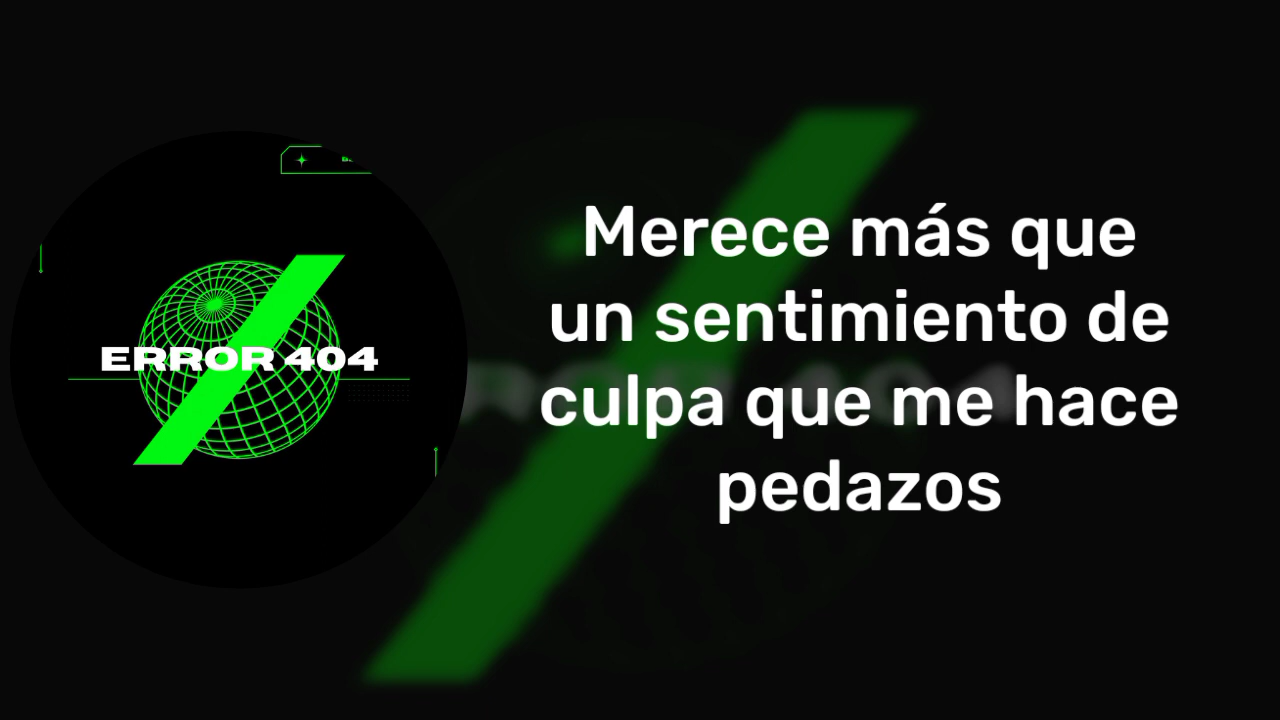 ERROR 404
Merece más que
un sentimiento de
culpa que me hace
pedazos